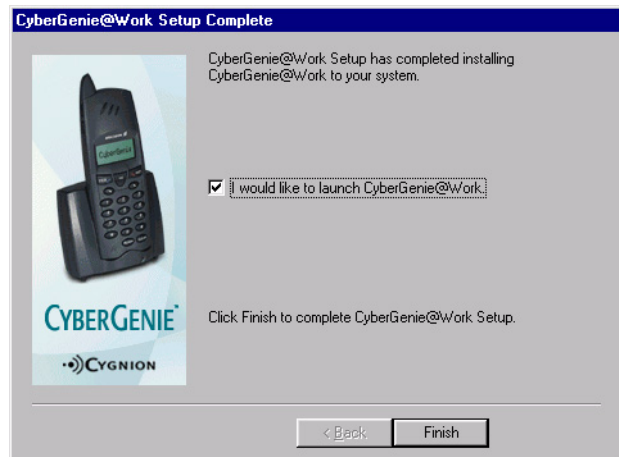 CyberGenie@Work Setup Complete
CyberGenie@Work Setup has completed installing
CyberGenie@Work to your system.
CyberGenie
I would like to launch CyberGenie@Work.
CYBERGENIE™
Click Finish to complete CyberGenie@Work Setup.
CYGNION
< Back
Finish